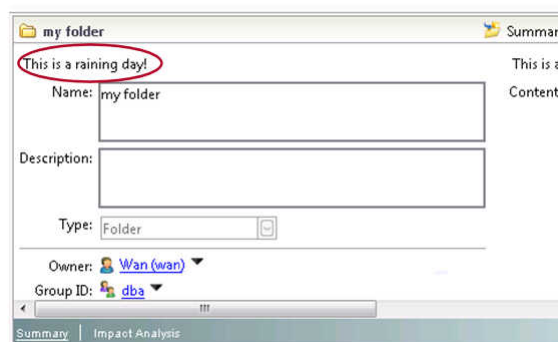 my folder Summar
This is a raining day! This is a
Name: my folder Content
Description:
Type: Folder
Owner: Wan (wan)
Group ID: dba
Summary | Impact Analysis